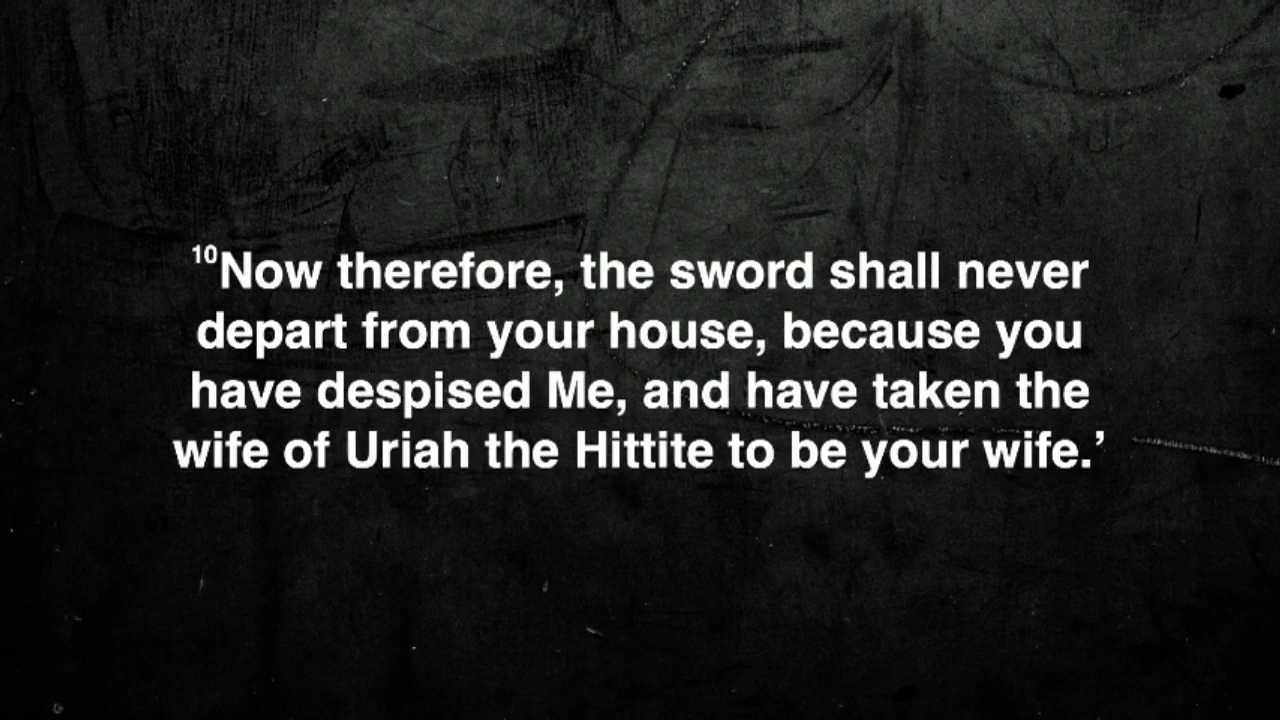 ¹⁰Now therefore, the sword shall never
depart from your house, because you
have despised Me, and have taken the
wife of Uriah the Hittite to be your wife.’